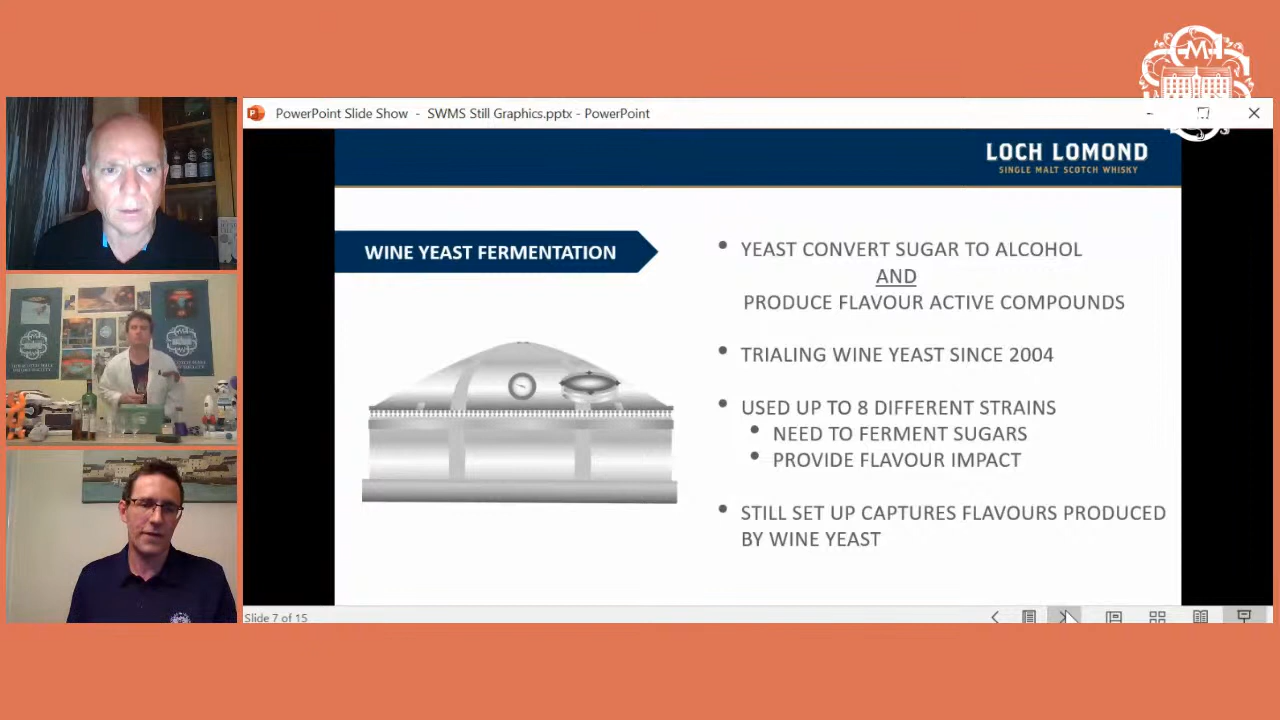 PowerPoint Slide Show - SWMS Still Graphics.pptx - PowerPoint
LOCH LOMOND
SINGLE MALT SCOTCH WHISKY
WINE YEAST FERMENTATION
• YEAST CONVERT SUGAR TO ALCOHOL
AND
PRODUCE FLAVOUR ACTIVE COMPOUNDS
• TRIALING WINE YEAST SINCE 2004
• USED UP TO 8 DIFFERENT STRAINS
• NEED TO FERMENT SUGARS
• PROVIDE FLAVOUR IMPACT
• STILL SET UP CAPTURES FLAVOURS PRODUCED
BY WINE YEAST
Slide 7 of 15